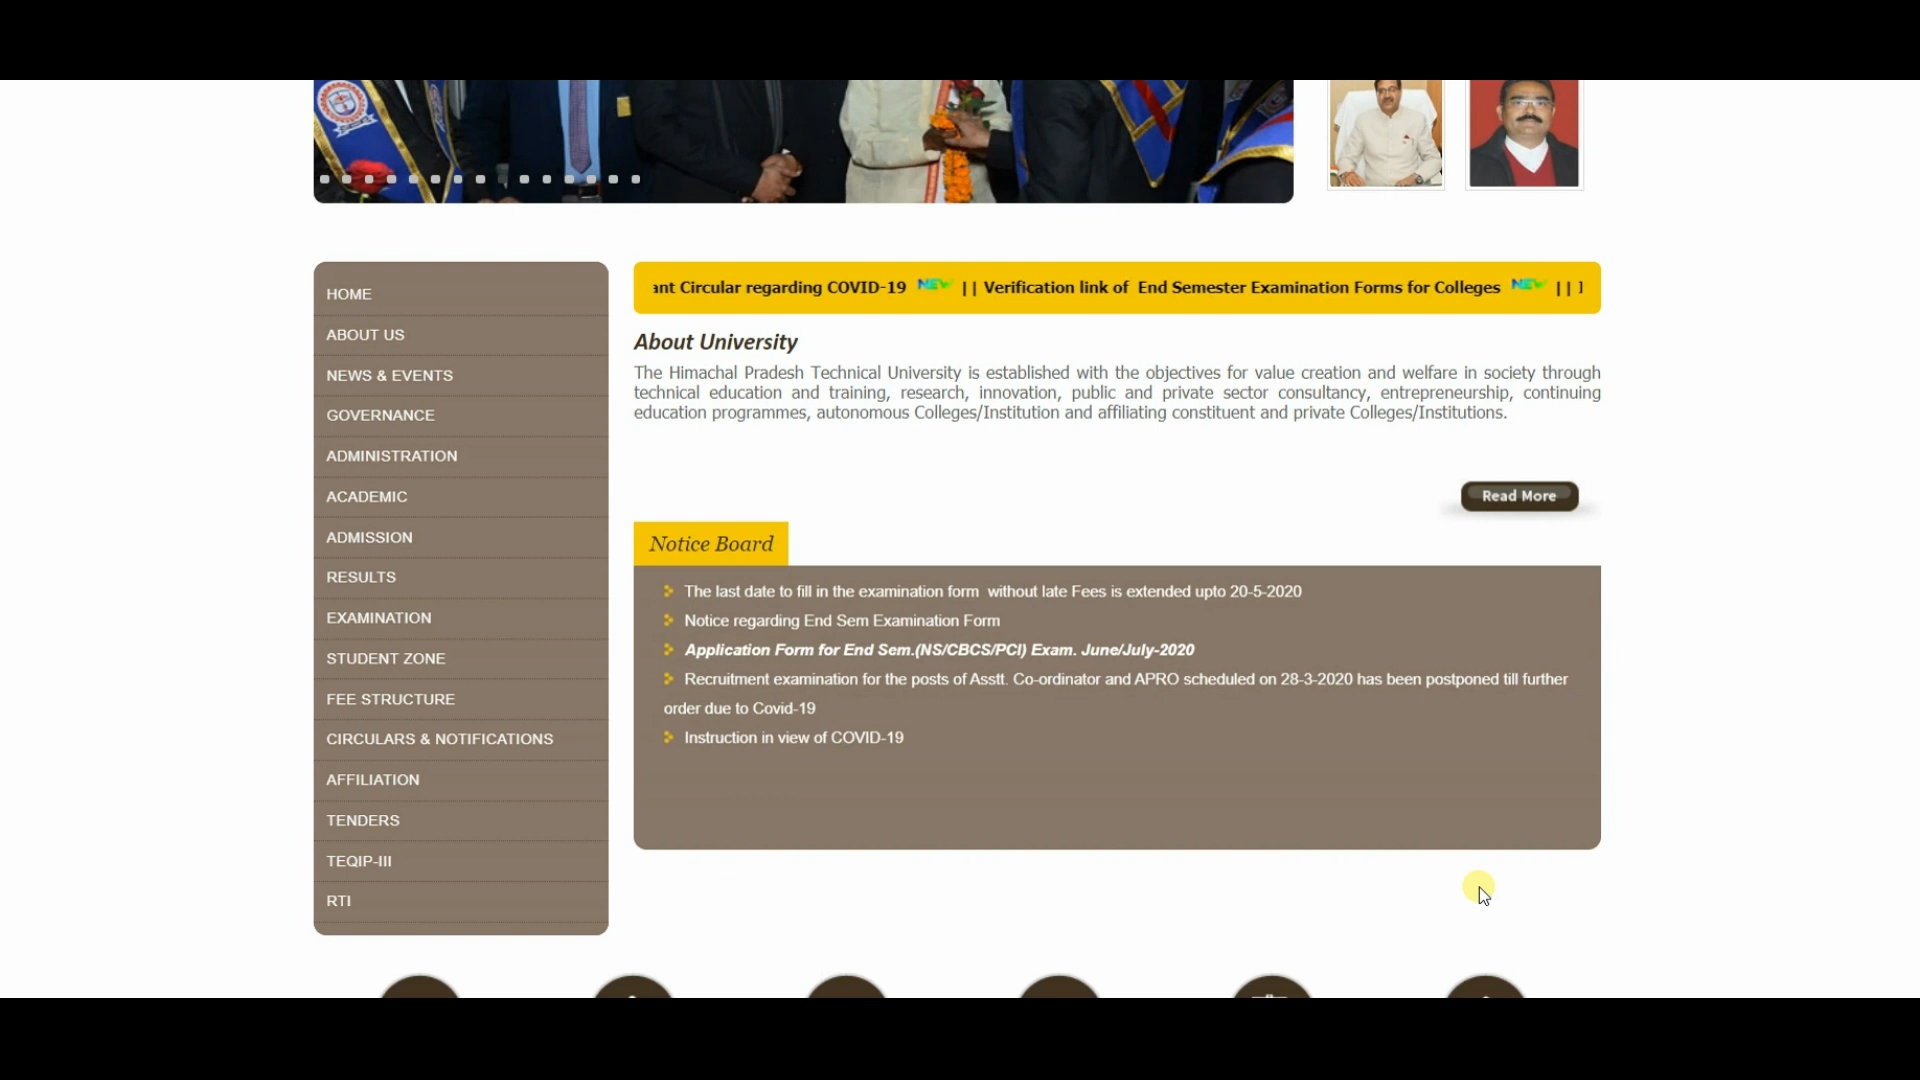 HOME
ABOUT US
NEWS & EVENTS
GOVERNANCE
ADMINISTRATION
ACADEMIC
ADMISSION
RESULTS
EXAMINATION
STUDENT ZONE
FEE STRUCTURE
CIRCULARS & NOTIFICATIONS
AFFILIATION
TENDERS
TEQIP-III
RTI
ant Circular regarding COVID-19 NEW || Verification link of End Semester Examination Forms for Colleges NEW ||
About University
The Himachal Pradesh Technical University is established with the objectives for value creation and welfare in society through
technical education and training, research, innovation, public and private sector consultancy, entrepreneurship, continuing
education programmes, autonomous Colleges/Institution and affiliating constituent and private Colleges/Institutions.
Read More
Notice Board
The last date to fill in the examination form without late Fees is extended upto 20-5-2020
Notice regarding End Sem Examination Form
Application Form for End Sem.(NS/CBCS/PCI) Exam. June/July-2020
Recruitment examination for the posts of Asstt. Co-ordinator and APRO scheduled on 28-3-2020 has been postponed till further
order due to Covid-19
Instruction in view of COVID-19